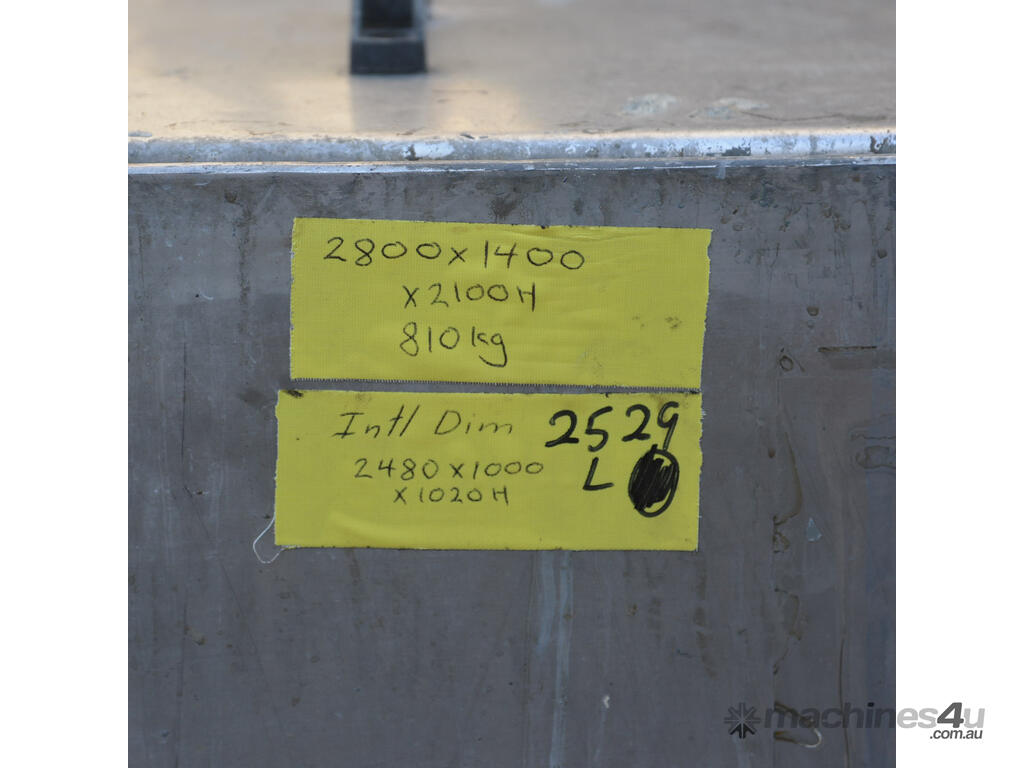 2800x1400
x2100H
810kg
Intl Dim
2480x1000
x1020H
2529
L
machines4u
.com.au